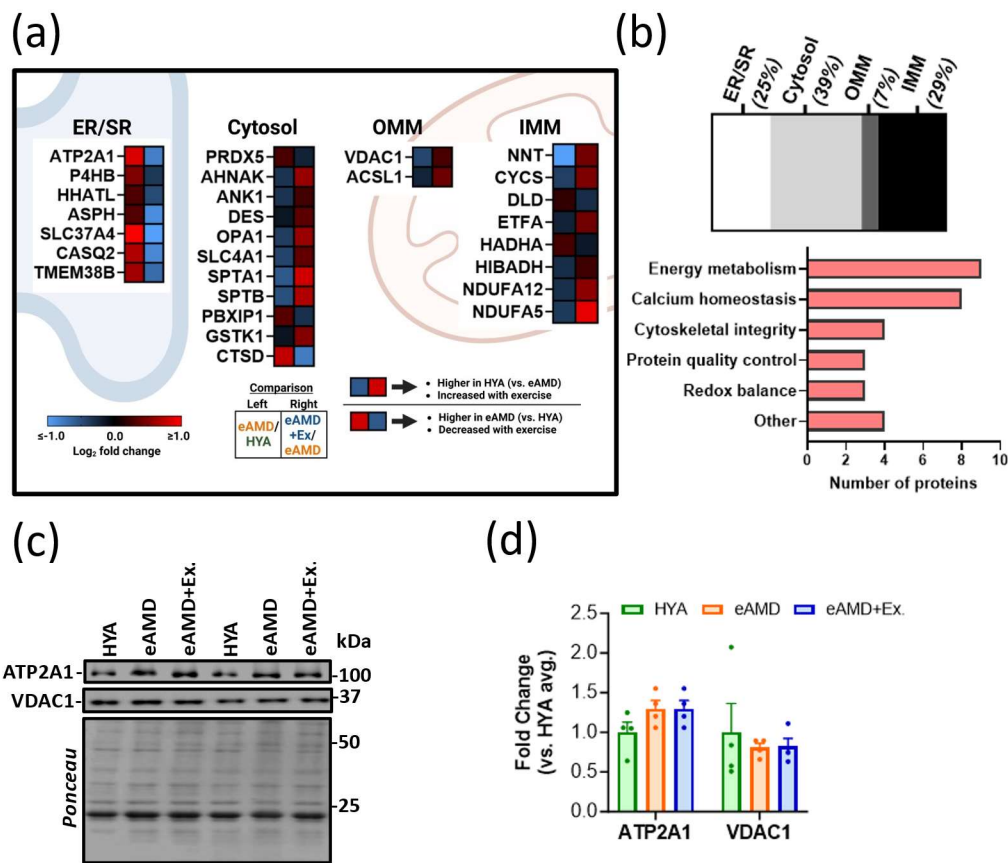 (a)
ER/SR
ATP2A1
P4HB
HHATL
ASPH
SLC37A4
CASQ2
TMEM38B
Cytosol
PRDX5
AHNAK
ANK1
DES
OPA1
SLC4A1
SPTA1
SPTB
PBXIP1
GSTK1
CTSD
OMM
VDAC1
ACSL1
IMM
NNT
CYCS
DLD
ETFA
HADHA
HIBADH
NDUFA12
NDUFA5
≤-1.0 0.0 ≥1.0
Log₂ fold change
Comparison
Left Right
eAMD/
HYA
eAMD
+Ex/
eAMD
• Higher in HYA (vs. eAMD)
• Increased with exercise
• Higher in eAMD (vs. HYA)
• Decreased with exercise
(b)
ER/SR
(25%)
Cytosol
(39%)
OMM
(7%)
IMM
(29%)
Energy metabolism
Calcium homeostasis
Cytoskeletal integrity
Protein quality control
Redox balance
Other
0 2 4 6 8 10
Number of proteins
(c)
HYA eAMD eAMD+Ex. HYA eAMD eAMD+Ex.
kDa
ATP2A1- -100
VDAC1- -37
Ponceau
-50
-25
(d)
HYA eAMD eAMD+Ex.
Fold Change
(vs. HYA avg.)
2.5
2.0
1.5
1.0
0.5
0.0
ATP2A1 VDAC1